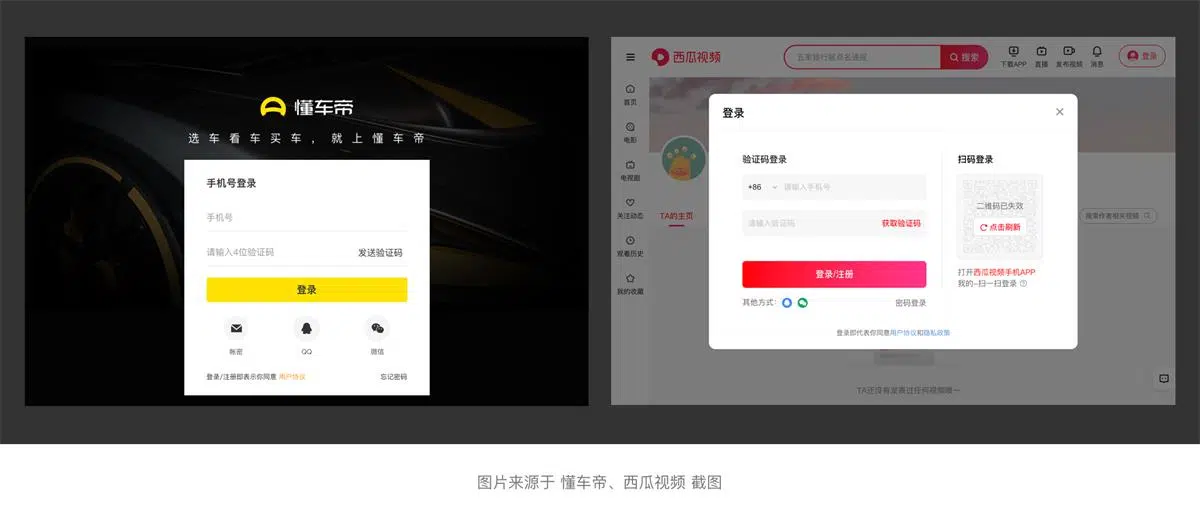 懂车帝
选车看车买车，就上懂车帝
手机号登录
手机号
请输入4位验证码 发送验证码
登录
账密 QQ 微信
登录/注册即表示你同意 用户协议 忘记密码
西瓜视频
搜索
下载APP 直播 发布视频 消息
登录
首页
电影
电视剧
关注动态
观看历史
我的收藏
TA的主页
搜索作者相关视频
登录
验证码登录
+86 请输入手机号
请输入验证码 获取验证码
登录/注册
其他方式： 密码登录
扫码登录
二维码已失效
点击刷新
打开西瓜视频手机APP
我的-扫一扫登录
登录即代表你同意用户协议和隐私政策
TA还没有发表过任何视频哦～
图片来源于 懂车帝、西瓜视频 截图